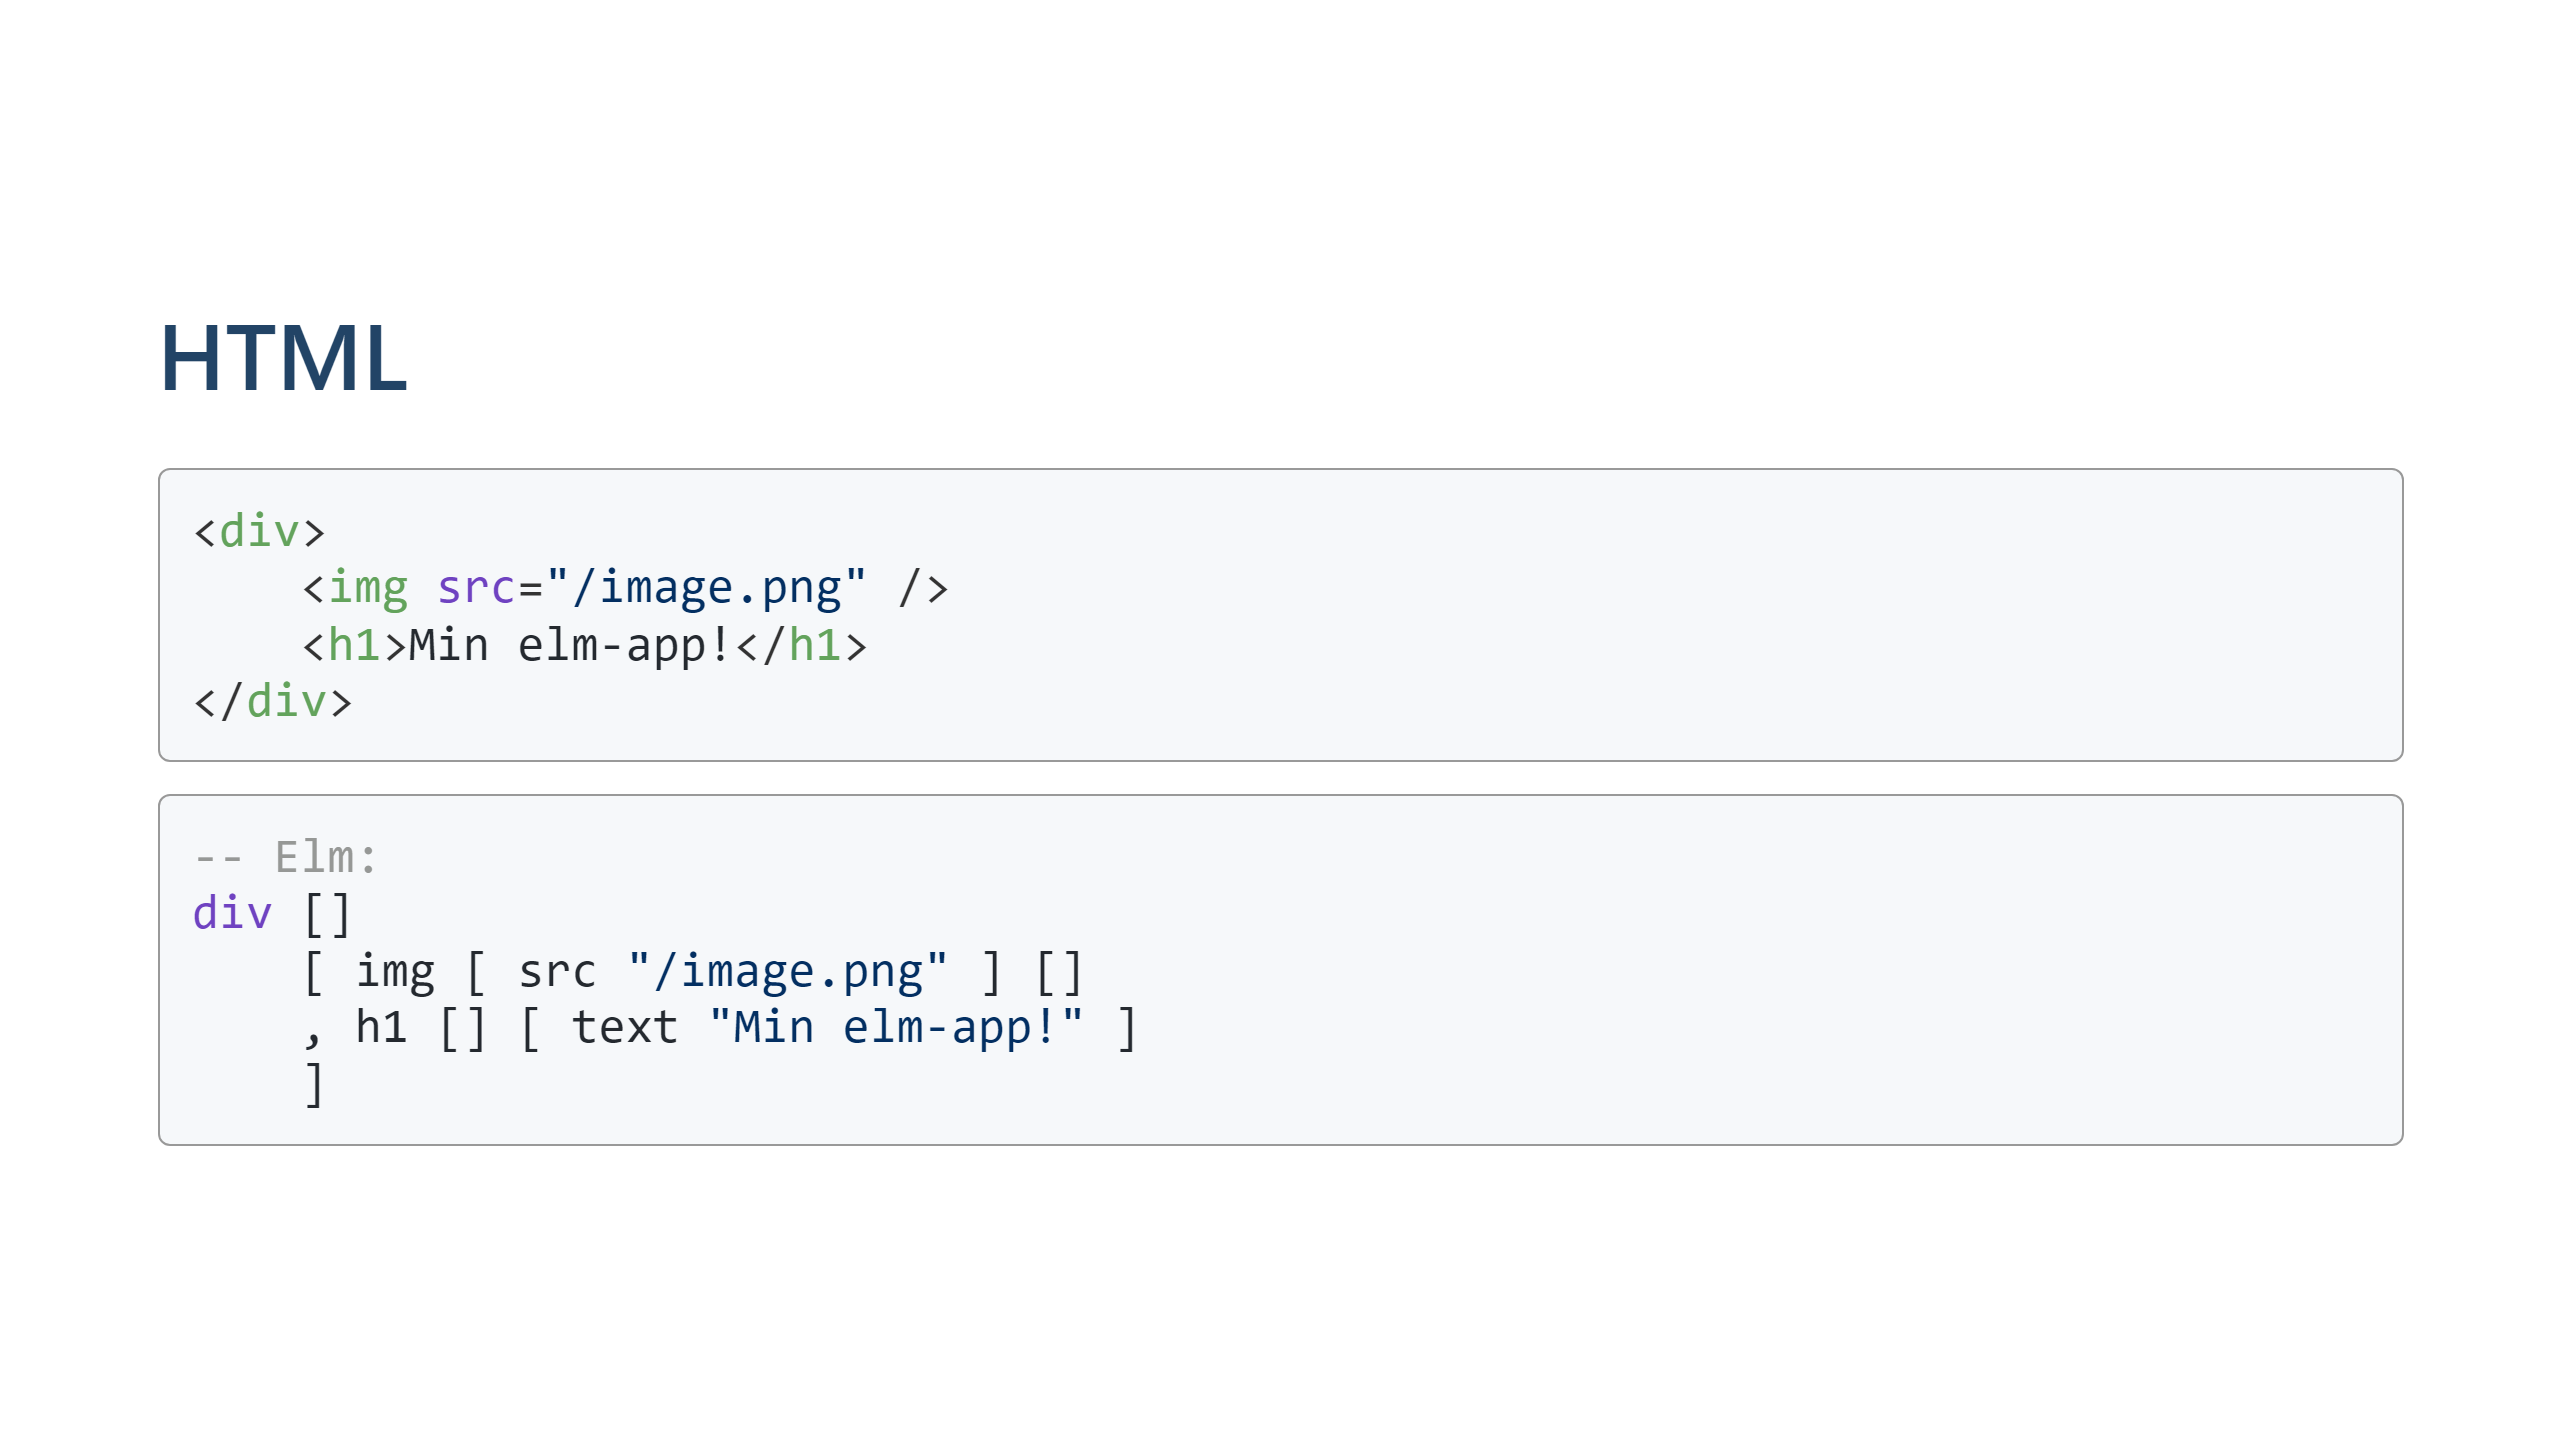 HTML
<div>
    <img src="/image.png" />
    <h1>Min elm-app!</h1>
</div>
-- Elm:
div []
    [ img [ src "/image.png" ] []
    , h1 [] [ text "Min elm-app!" ]
    ]